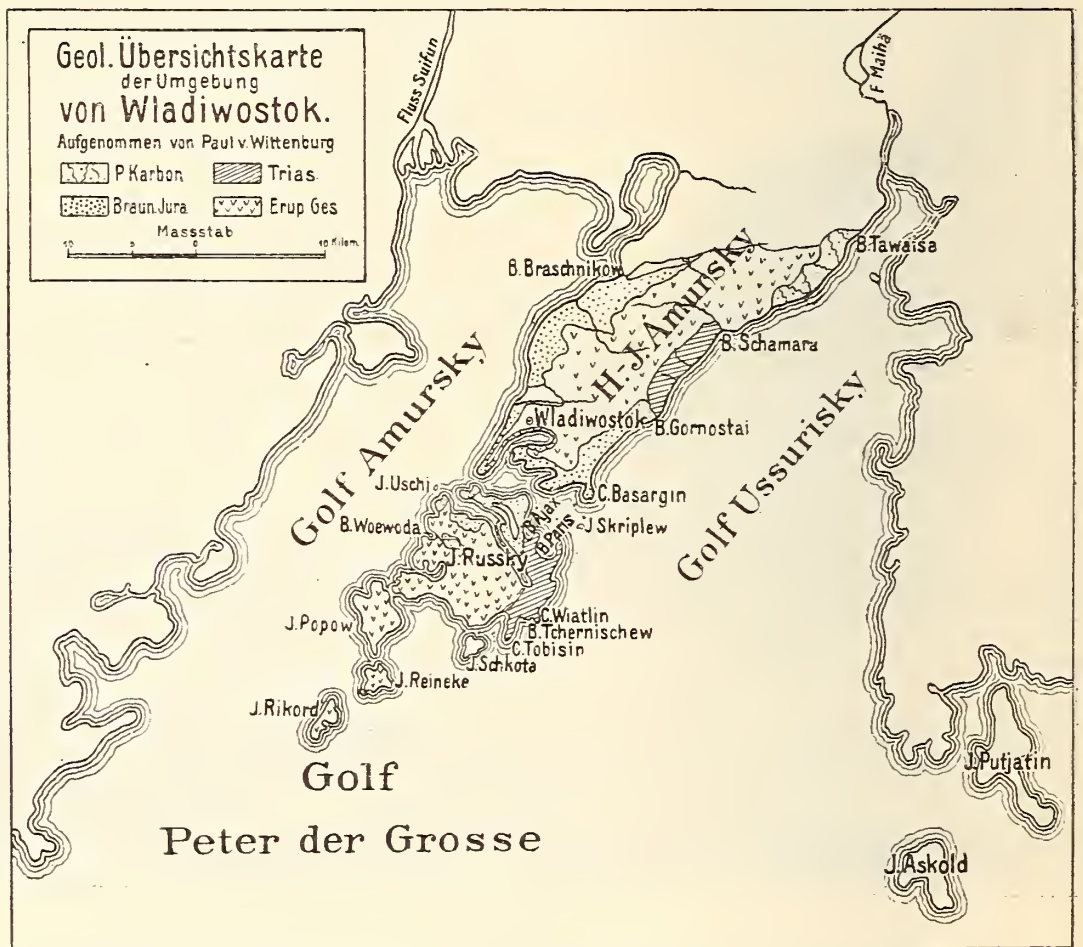 Geol. Übersichtskarte
der Umgebung
von Wladiwostok.
Aufgenommen von Paul v. Wittenburg
P Karbon
Trias
Braun Jura
Erup Ges
Massstab
10 5 0 10 Kilom.
Fluss Suifun
F Maihä
B. Braschnikow
B. Tawaisa
H.-J. Amursky
B. Schamara
Golf Amursky
Wladiwostok
B. Gornostai
Golf Ussurisky
J. Uschi
C. Basargin
B. Ajax
B Paris
J Skriplew
B. Woewoda
J. Russky
J. Popow
C. Wiatlin
B. Tchernischew
C. Tobisin
J. Schkota
J. Reineke
J. Rikord
Golf
Peter der Grosse
J. Putjatin
J. Askold